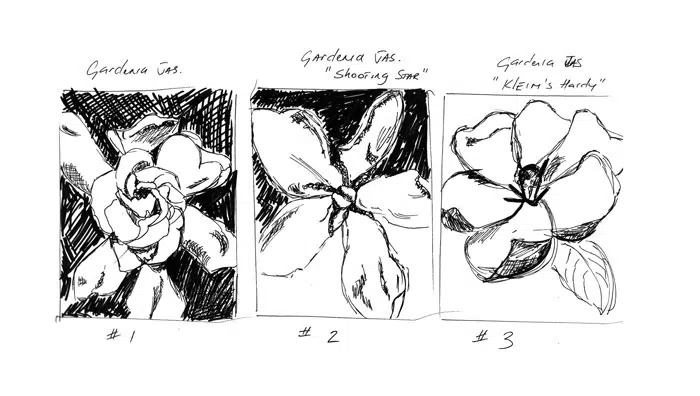 Gardenia JAS.
Gardenia JAS.
"Shooting Star"
Gardenia JAS
"Kleim's Hardy"
# 1
# 2
# 3